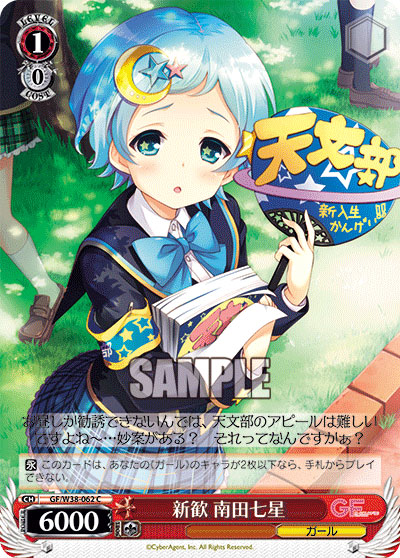 LEVEL
1
0
COST
天文部
新入生
かんげい
SAMPLE
お昼しか勧誘できないんでは、天文部のアピールは難しい
ですよね~…妙案がある? それってなんですかぁ?
永 このカードは、あなたの《ガール》のキャラが2枚以下なら、手札からプレイ
できない。
CH
GF/W38-062 C
6000
新歓 南田七星
GF
ガール
©CyberAgent, Inc. All Rights Reserved.